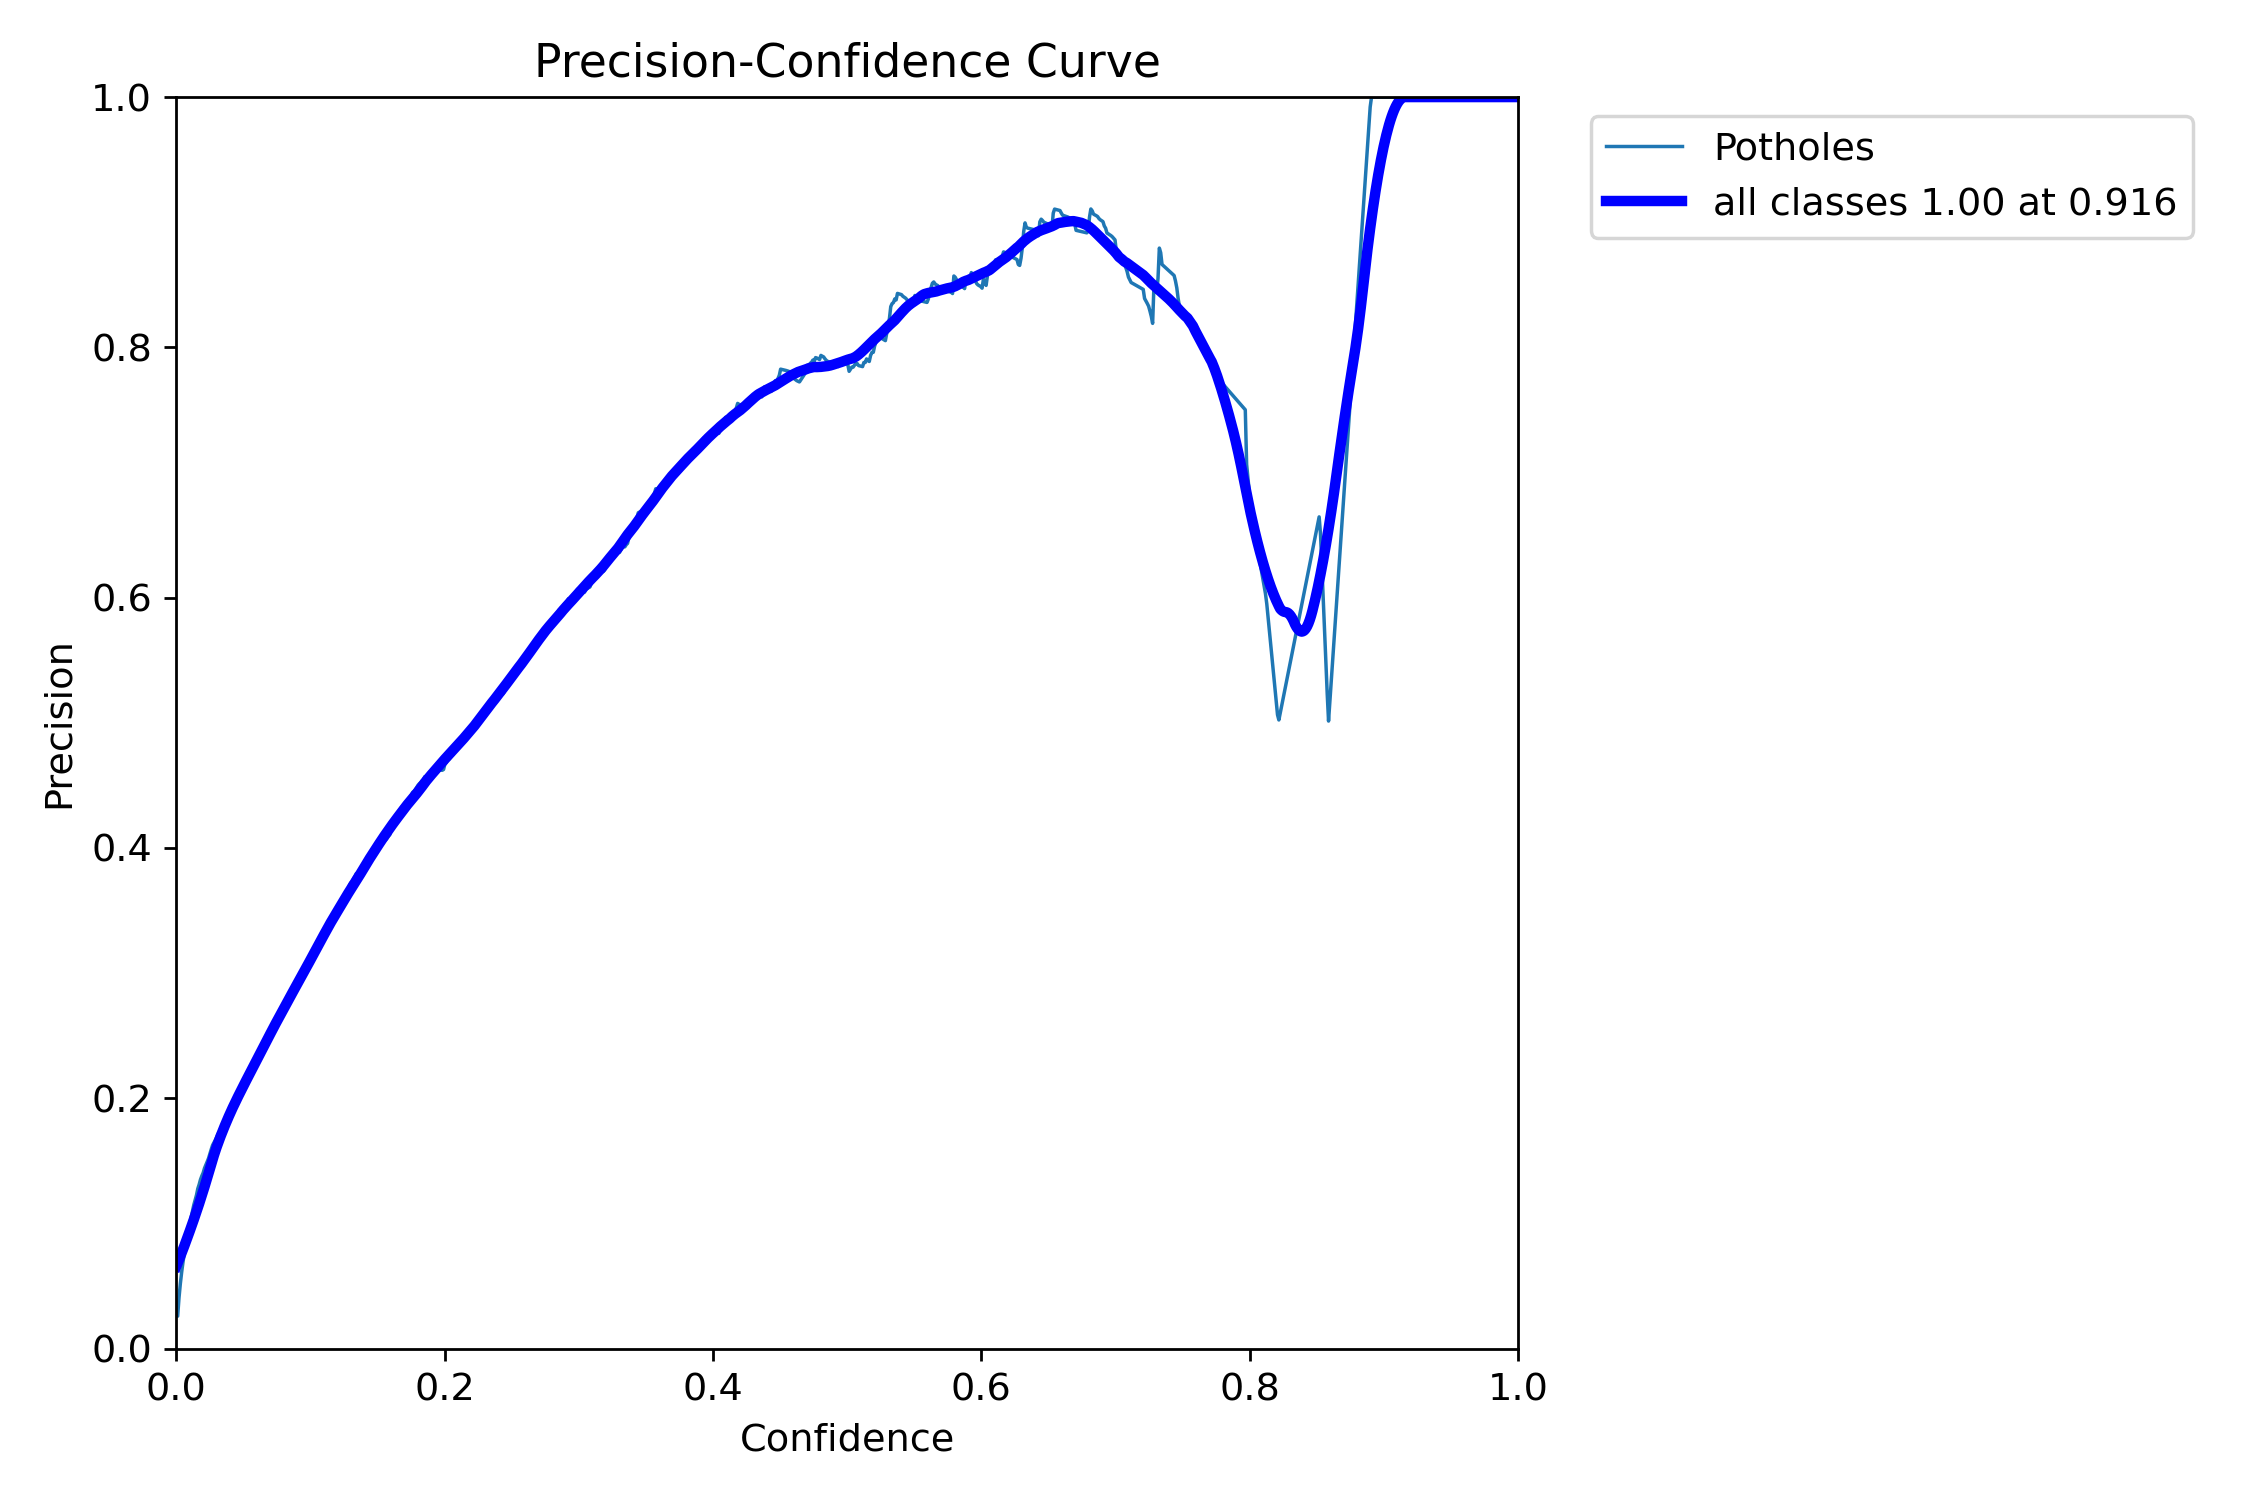 Precision-Confidence Curve
Potholes
all classes 1.00 at 0.916
1.0
0.8
0.6
0.4
0.2
0.0
Precision
0.0 0.2 0.4 0.6 0.8 1.0
Confidence